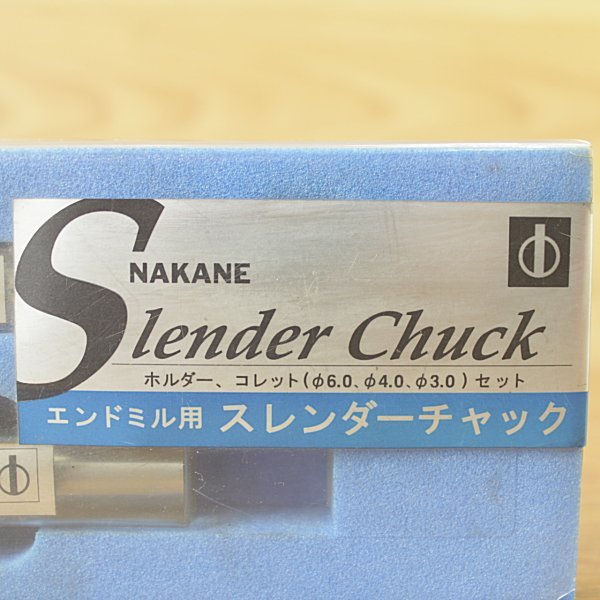 NAKANE
Slender Chuck
ホルダー、コレット(φ6.0、φ4.0、φ3.0)セット
エンドミル用 スレンダーチャック